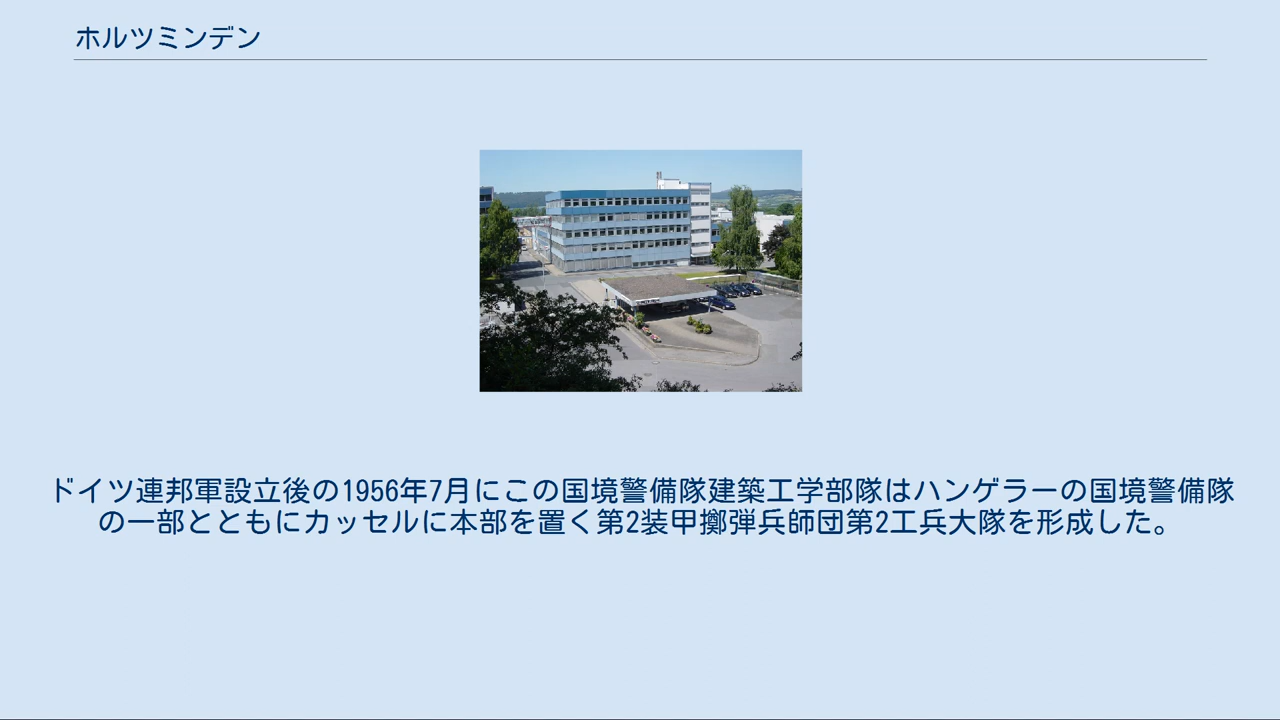 ホルツミンデン
ドイツ連邦軍設立後の1956年7月にこの国境警備隊建築工学部隊はハンゲラーの国境警備隊
の一部とともにカッセルに本部を置く第2装甲擲弾兵師団第2工兵大隊を形成した。